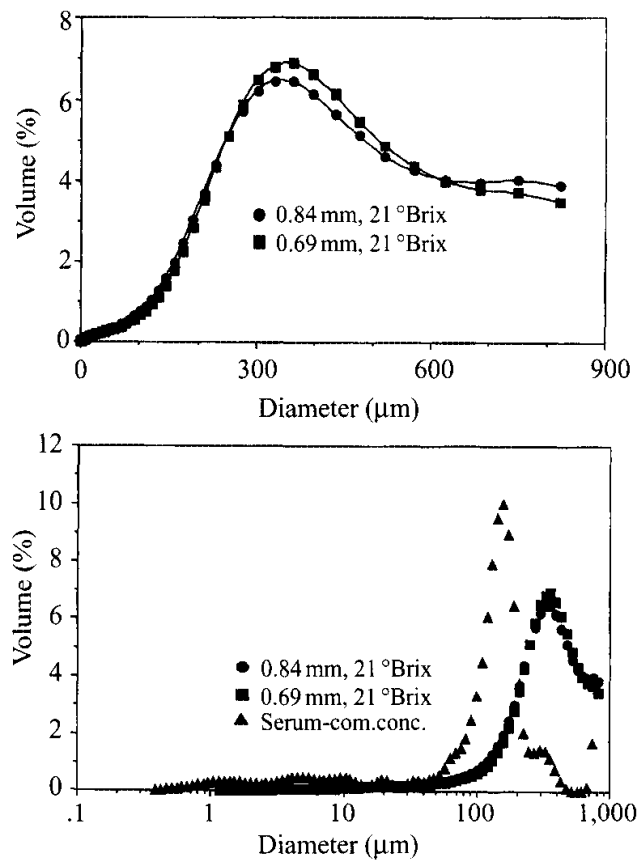 8
6
4
2
0
Volume (%)
0.84 mm, 21 °Brix
0.69 mm, 21 °Brix
0
300
600
900
Diameter (μm)
12
10
8
6
4
2
0
Volume (%)
0.84 mm, 21 °Brix
0.69 mm, 21 °Brix
Serum-com.conc.
.1
1
10
100
1,000
Diameter (μm)